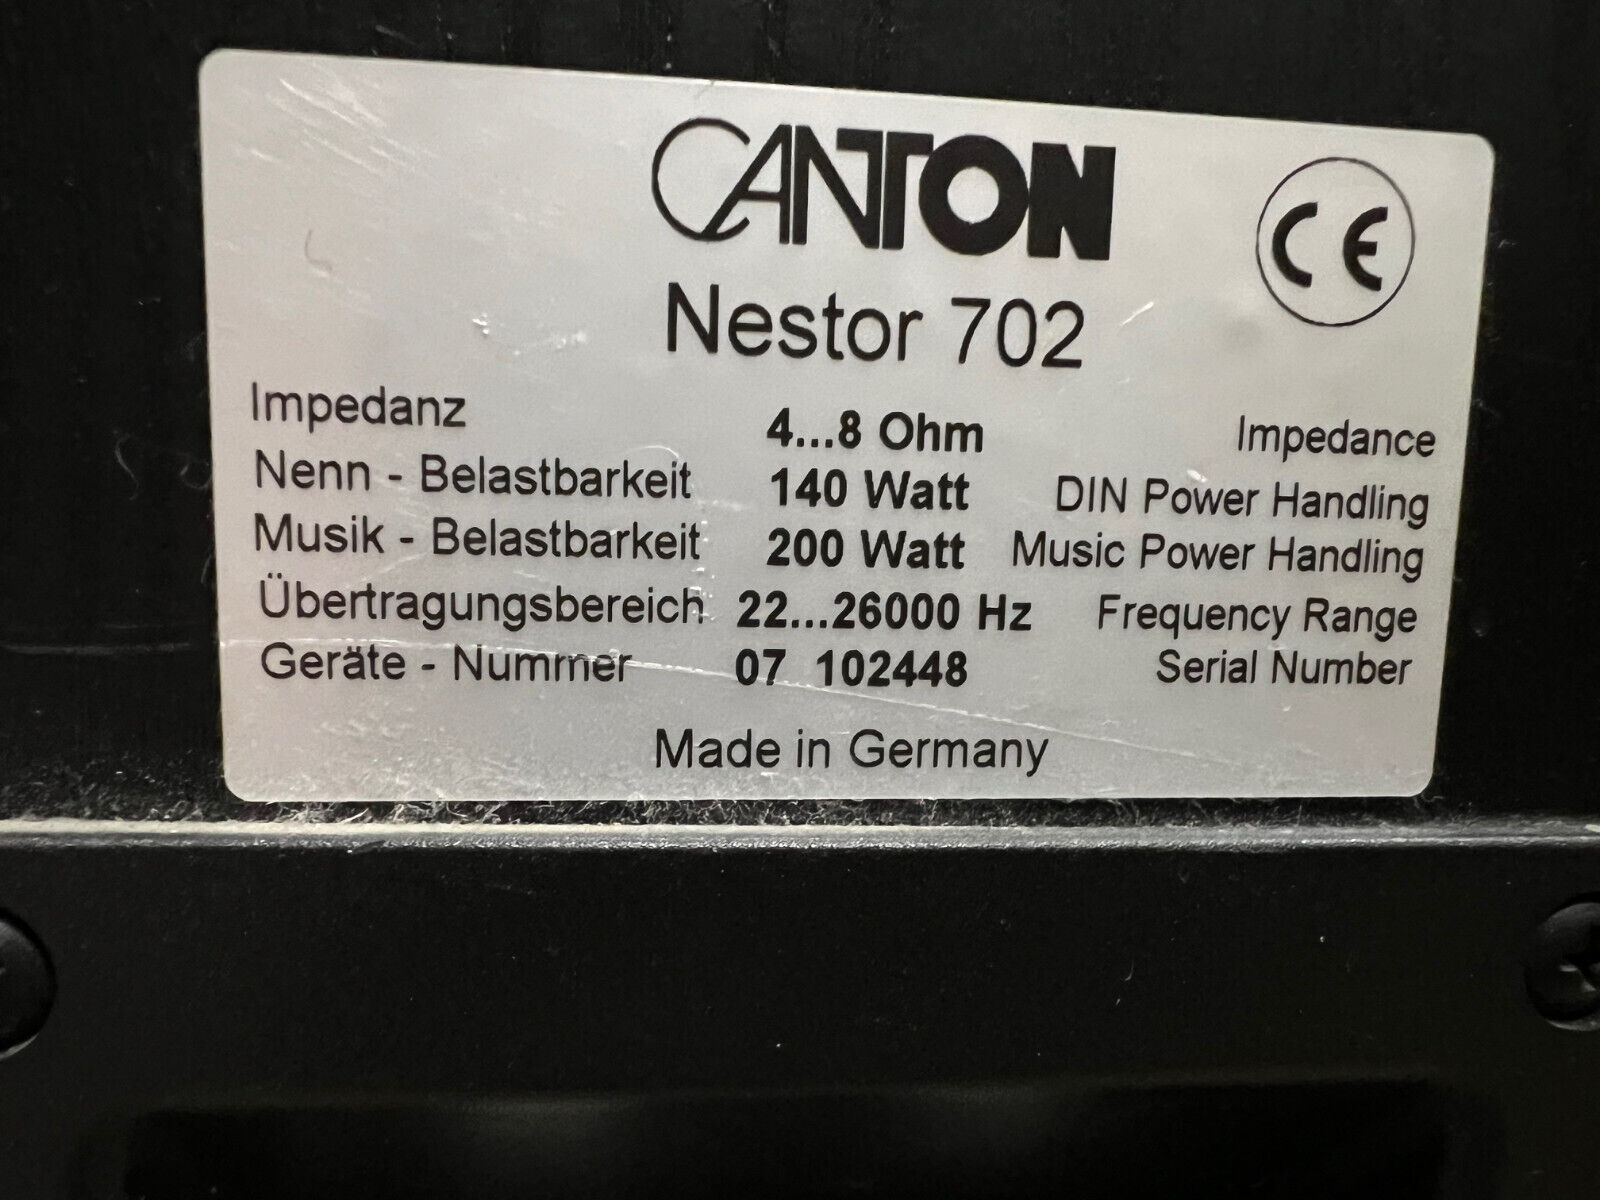 CANTON
CE
Nestor 702
Impedanz 4...8 Ohm Impedance
Nenn - Belastbarkeit 140 Watt DIN Power Handling
Musik - Belastbarkeit 200 Watt Music Power Handling
Übertragungsbereich 22...26000 Hz Frequency Range
Geräte - Nummer 07 102448 Serial Number
Made in Germany